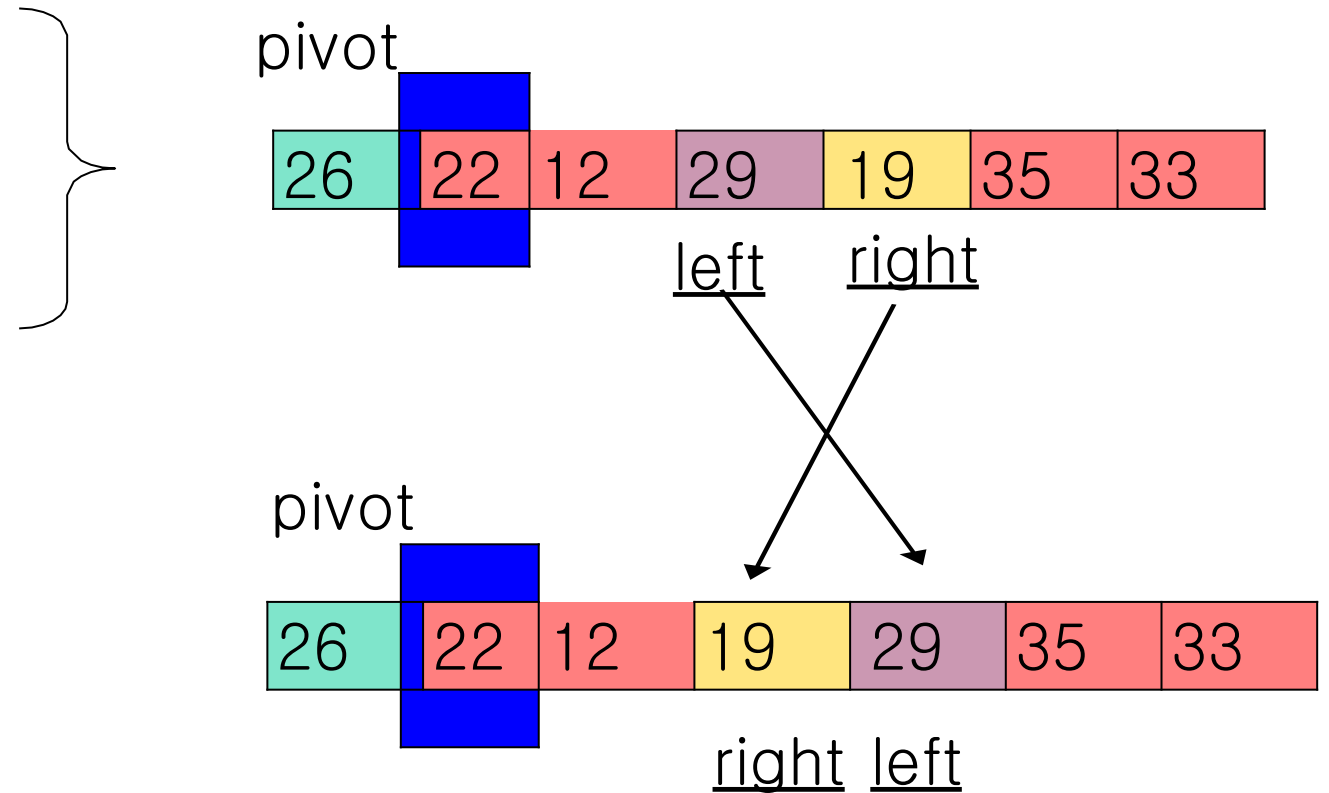 pivot
26 22 12 29 19 35 33
left right
pivot
26 22 12 19 29 35 33
right left